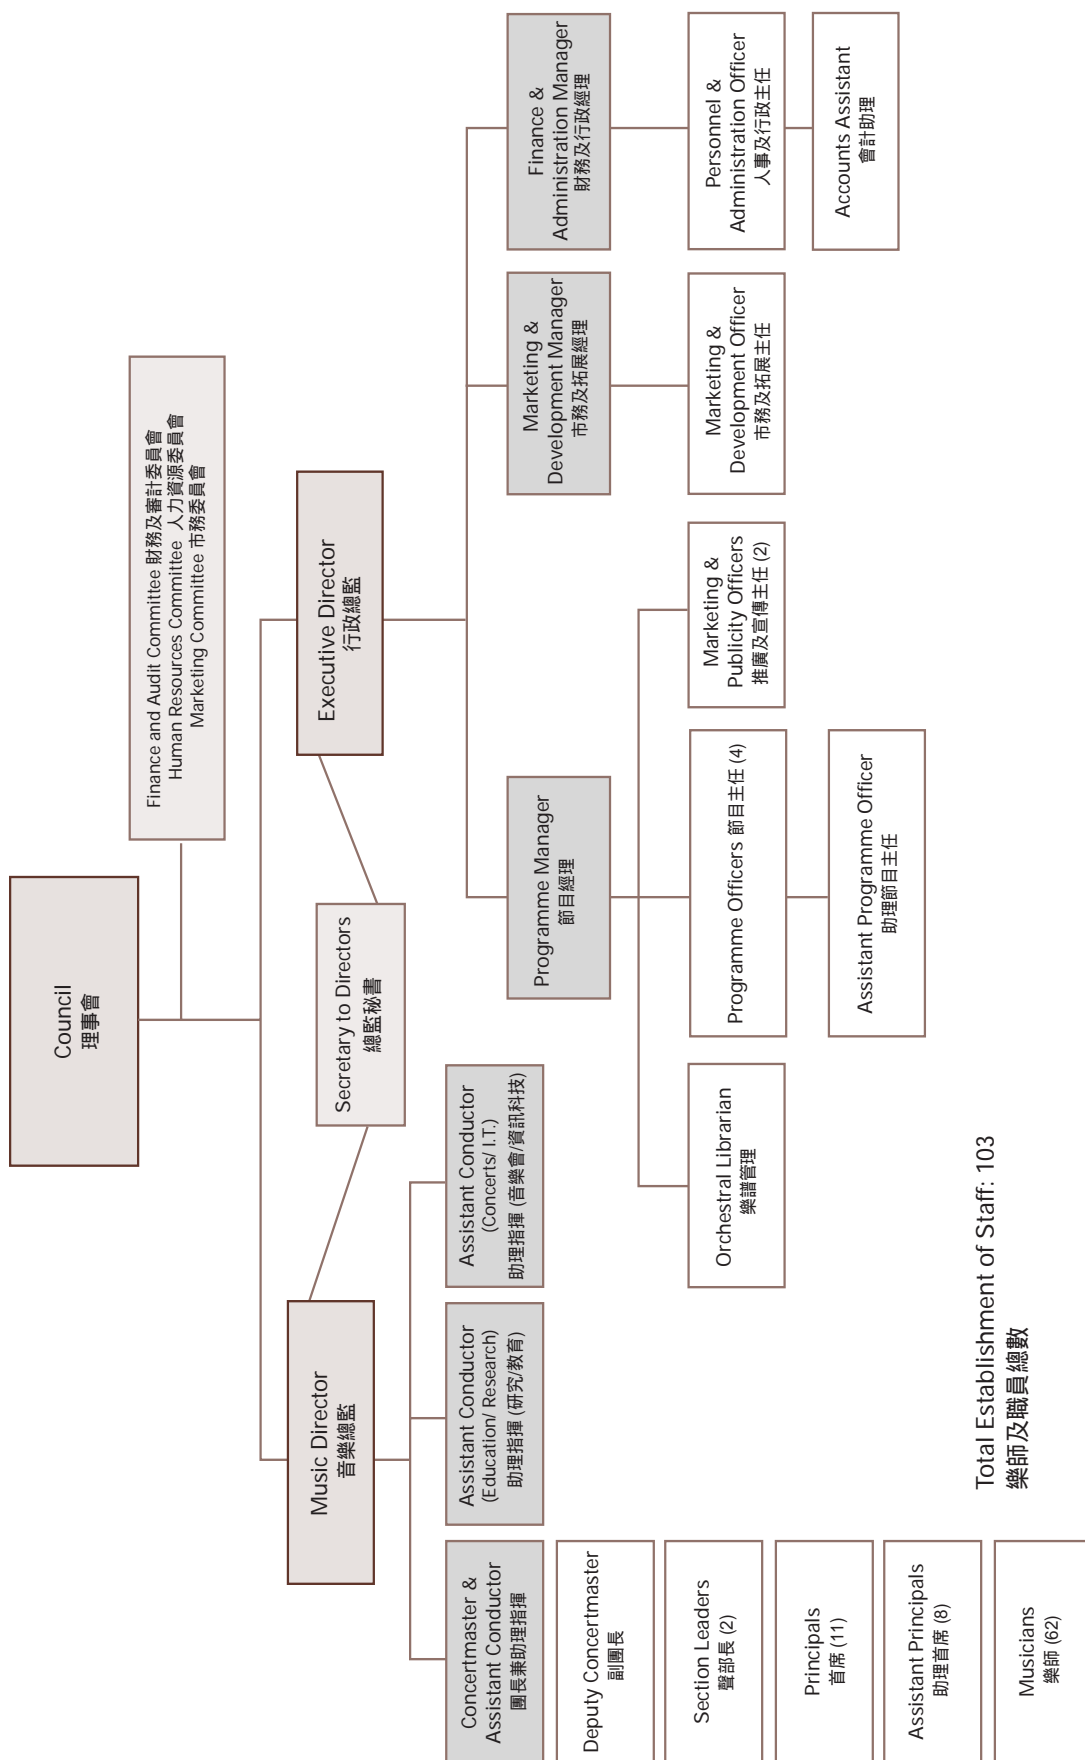 Council
理事會
Finance and Audit Committee 財務及審計委員會
Human Resources Committee 人力資源委員會
Marketing Committee 市務委員會
Music Director
音樂總監
Secretary to Directors
總監秘書
Executive Director
行政總監
Concertmaster &
Assistant Conductor
團長兼助理指揮
Assistant Conductor
(Education/ Research)
助理指揮 (研究/教育)
Assistant Conductor
(Concerts/ I.T.)
助理指揮 (音樂會/資訊科技)
Programme Manager
節目經理
Marketing &
Development Manager
市務及拓展經理
Finance &
Administration Manager
財務及行政經理
Deputy Concertmaster
副團長
Section Leaders
聲部長 (2)
Principals
首席 (11)
Assistant Principals
助理首席 (8)
Musicians
樂師 (62)
Orchestral Librarian
樂譜管理
Programme Officers 節目主任 (4)
Marketing &
Publicity Officers
推廣及宣傳主任 (2)
Marketing &
Development Officer
市務及拓展主任
Personnel &
Administration Officer
人事及行政主任
Assistant Programme Officer
助理節目主任
Accounts Assistant
會計助理
Total Establishment of Staff: 103
樂師及職員總數